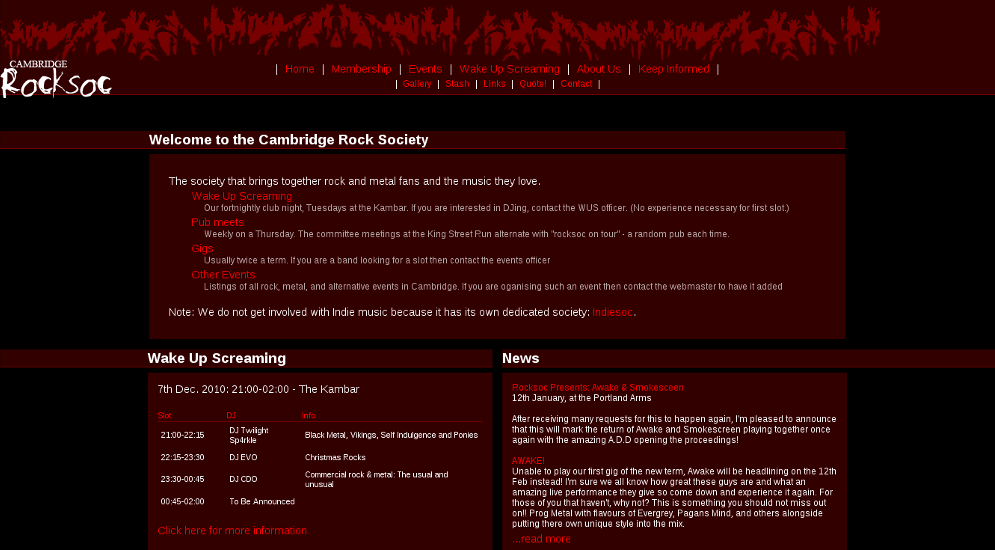 CAMBRIDGE
Rocksoc
| Home | Membership | Events | Wake Up Screaming | About Us | Keep Informed |
| Gallery | Stash | Links | Quote! | Contact |
Welcome to the Cambridge Rock Society
The society that brings together rock and metal fans and the music they love.
Wake Up Screaming
Our fortnightly club night, Tuesdays at the Kambar. If you are interested in DJing, contact the WUS officer. (No experience necessary for first slot.)
Pub meets
Weekly on a Thursday. The committee meetings at the King Street Run alternate with "rocksoc on tour" - a random pub each time.
Gigs
Usually twice a term. If you are a band looking for a slot then contact the events officer
Other Events
Listings of all rock, metal, and alternative events in Cambridge. If you are oganising such an event then contact the webmaster to have it added
Note: We do not get involved with Indie music because it has its own dedicated society: Indiesoc.
Wake Up Screaming
7th Dec. 2010: 21:00-02:00 - The Kambar
Slot DJ Info
21:00-22:15 DJ Twilight Sp4rkle Black Metal, Vikings, Self Indulgence and Ponies
22:15-23:30 DJ EVO Christmas Rocks
23:30-00:45 DJ CDO Commercial rock & metal: The usual and unusual
00:45-02:00 To Be Announced
Click here for more information
News
Rocksoc Presents: Awake & Smokesceen
12th January, at the Portland Arms
After receiving many requests for this to happen again, I'm pleased to announce
that this will mark the return of Awake and Smokescreen playing together once
again with the amazing A.D.D opening the proceedings!
AWAKE!
Unable to play our first gig of the new term, Awake will be headlining on the 12th
Feb instead! I'm sure we all know how great these guys are and what an
amazing live performance they give so come down and experience it again. For
those of you that haven't, why not? This is something you should not miss out
on!! Prog Metal with flavours of Evergrey, Pagans Mind, and others alongside
putting there own unique style into the mix.
...read more